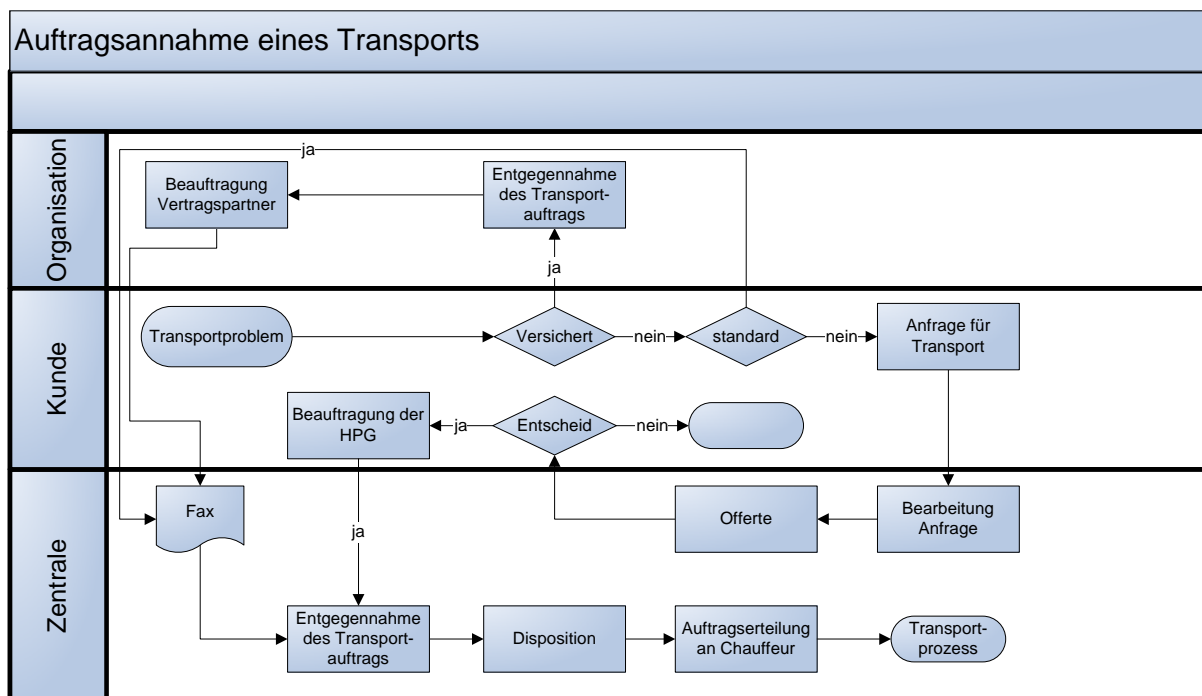 Auftragsannahme eines Transports
Organisation
ja
Beauftragung
Vertragspartner
Entgegennahme
des Transport-
auftrags
ja
Kunde
Transportproblem
Versichert
nein
standard
nein
Anfrage für
Transport
Beauftragung der
HPG
ja
Entscheid
nein
Zentrale
Fax
ja
Offerte
Bearbeitung
Anfrage
Entgegennahme
des Transport-
auftrags
Disposition
Auftragserteilung
an Chauffeur
Transport-
prozess